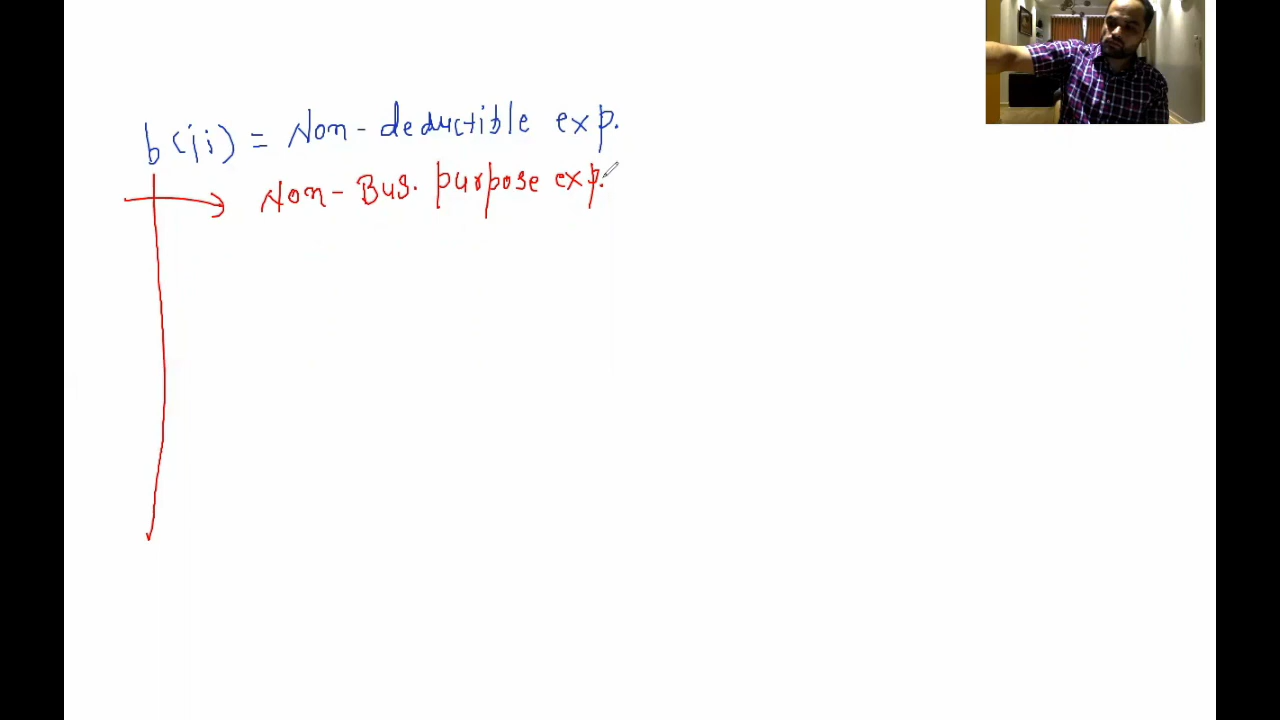 b(ii) = Non-deductible exp.
Non-Bus. purpose exp.